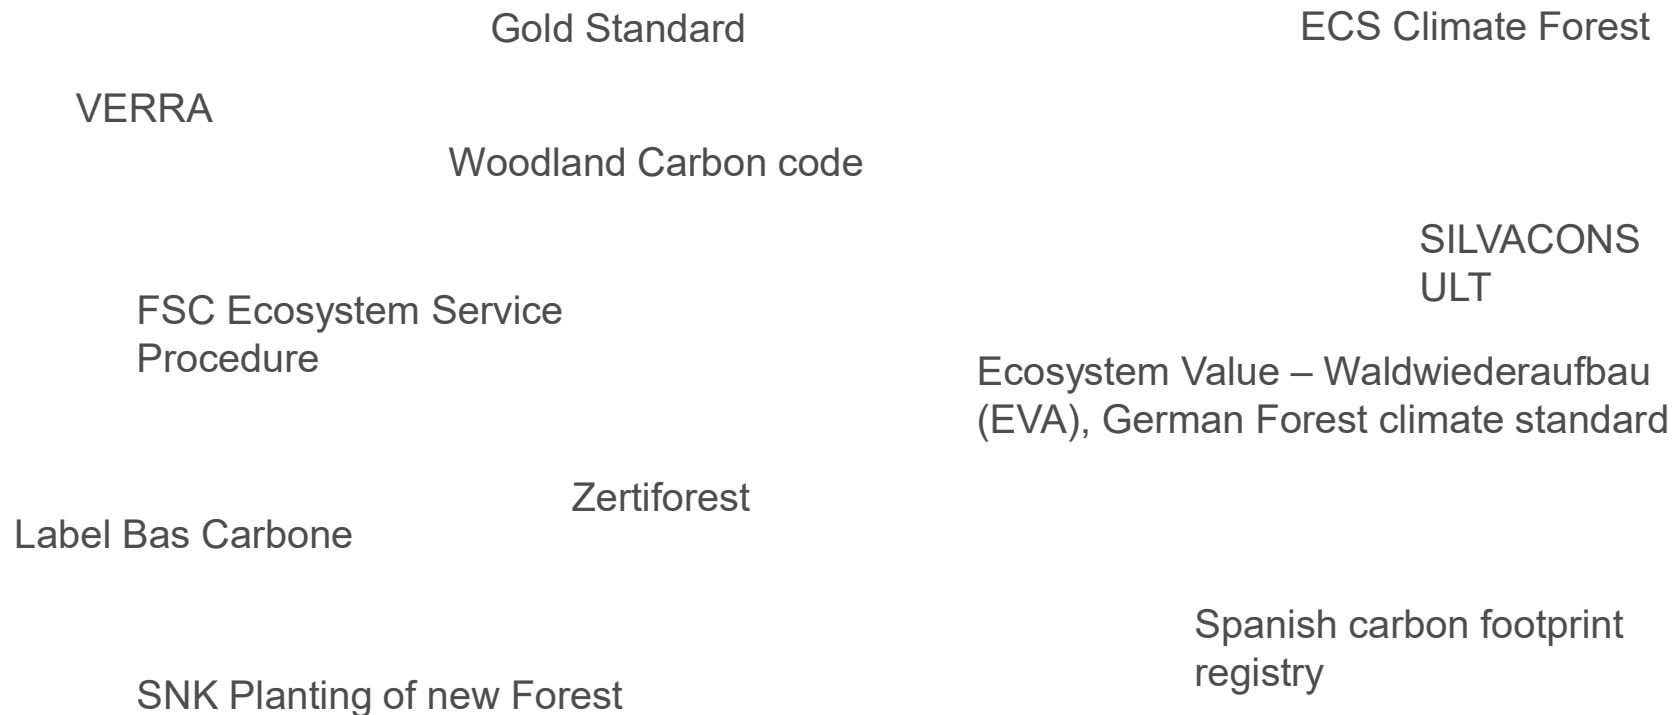 Gold Standard
ECS Climate Forest
VERRA
Woodland Carbon code
SILVACONS
ULT
FSC Ecosystem Service
Procedure
Ecosystem Value – Waldwiederaufbau
(EVA), German Forest climate standard
Zertiforest
Label Bas Carbone
Spanish carbon footprint
registry
SNK Planting of new Forest